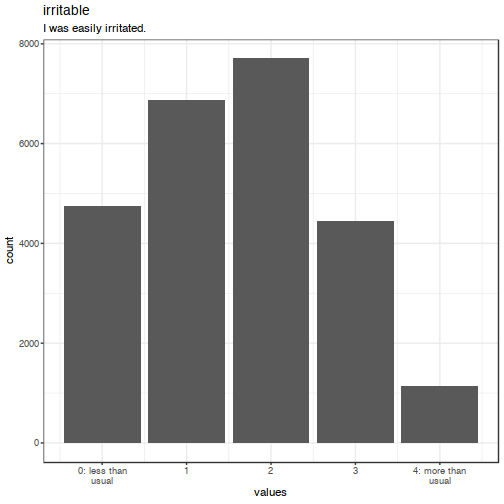 irritable
I was easily irritated.
8000
6000
4000
2000
0
count
0: less than
usual
1
2
3
4: more than
usual
values